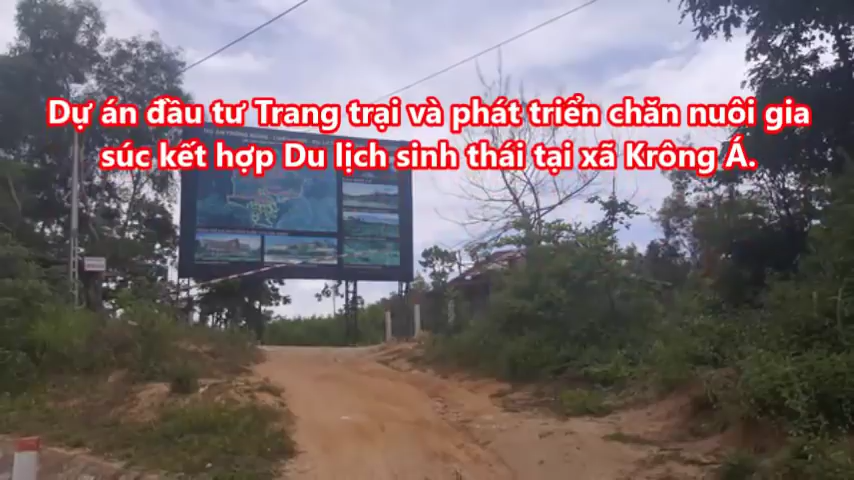 Dự án đầu tư Trang trại và phát triển chăn nuôi gia
súc kết hợp Du lịch sinh thái tại xã Krông Á.